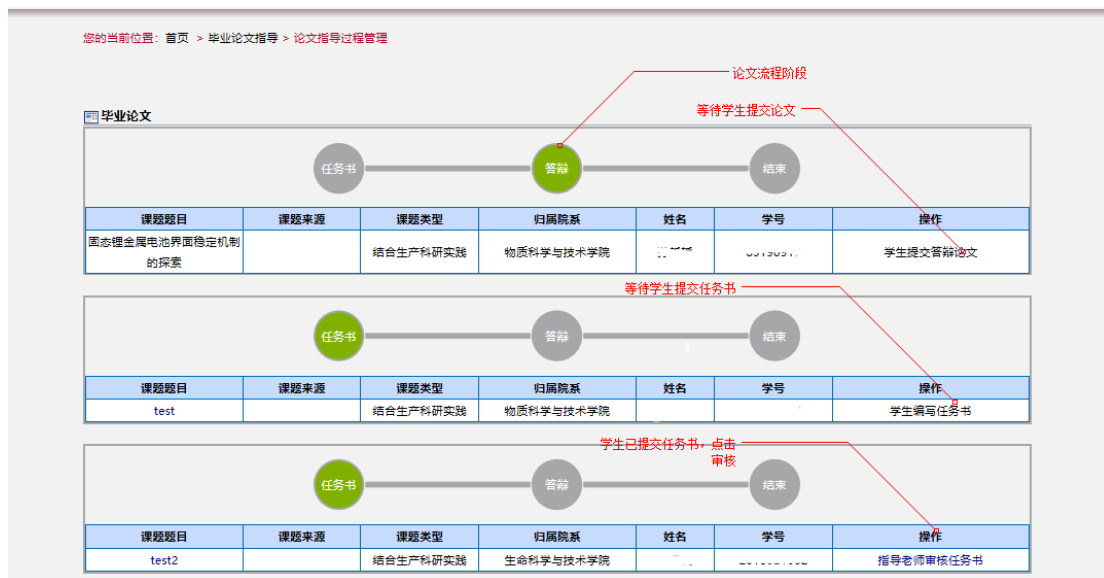 您的当前位置：首页 > 毕业论文指导 > 论文指导过程管理
论文流程阶段
等待学生提交论文
毕业论文
任务书 答辩 结束
课题题目 课题来源 课题类型 归属院系 姓名 学号 操作
固态锂金属电池界面稳定机制
的探索
结合生产科研实践 物质科学与技术学院 学生提交答辩论文
等待学生提交任务书
任务书 答辩 结束
课题题目 课题来源 课题类型 归属院系 姓名 学号 操作
test 结合生产科研实践 物质科学与技术学院 学生编写任务书
学生已提交任务书，点击
审核
任务书 答辩 结束
课题题目 课题来源 课题类型 归属院系 姓名 学号 操作
test2 结合生产科研实践 生命科学与技术学院 指导老师审核任务书